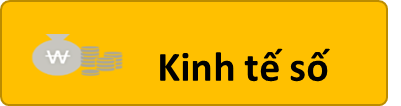 ₩
Kinh tế số